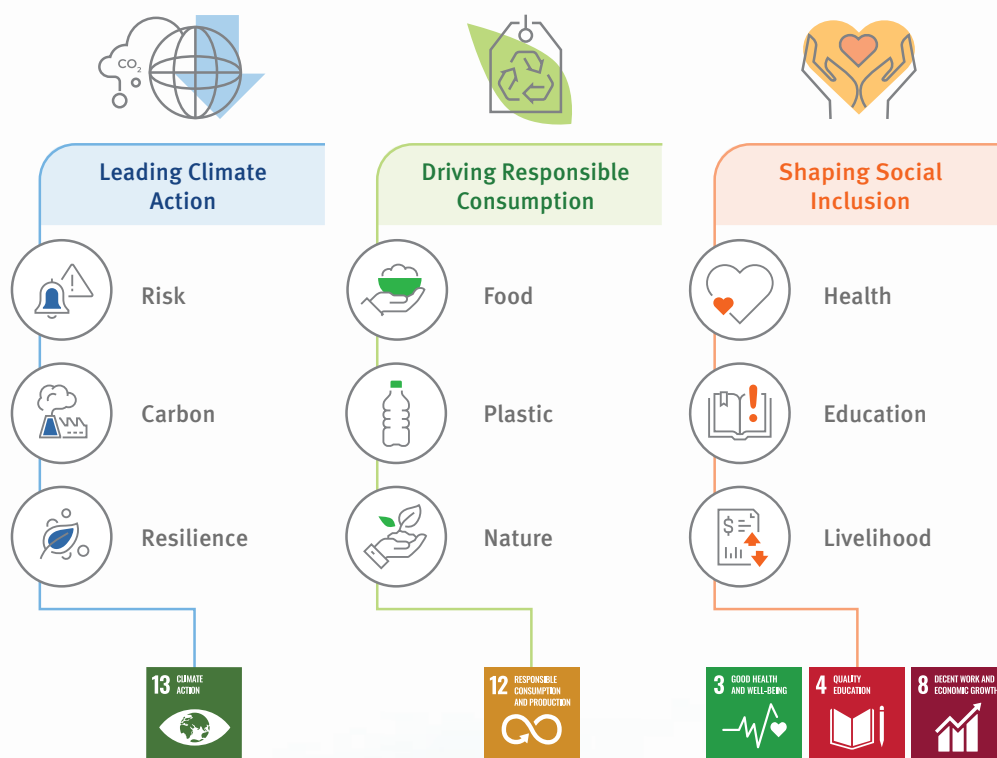 CO₂
Leading Climate
Action
Risk
Carbon
Resilience
13 CLIMATE
ACTION
Driving Responsible
Consumption
Food
Plastic
Nature
12 RESPONSIBLE
CONSUMPTION
AND PRODUCTION
Shaping Social
Inclusion
Health
Education
$
Livelihood
3 GOOD HEALTH
AND WELL-BEING
4 QUALITY
EDUCATION
8 DECENT WORK AND
ECONOMIC GROWTH